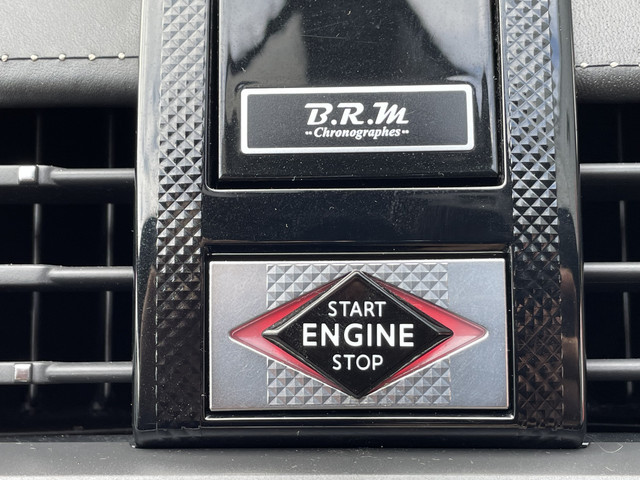 B.R.M
Chronographes
START
ENGINE
STOP